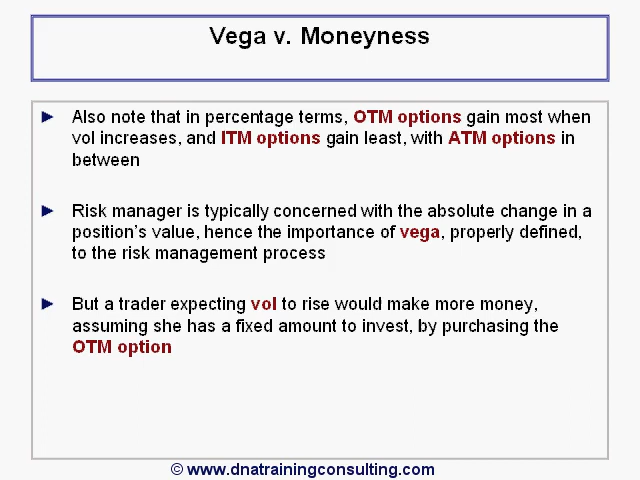 Vega v. Moneyness
► Also note that in percentage terms, OTM options gain most when
vol increases, and ITM options gain least, with ATM options in
between
► Risk manager is typically concerned with the absolute change in a
position's value, hence the importance of vega, properly defined,
to the risk management process
► But a trader expecting vol to rise would make more money,
assuming she has a fixed amount to invest, by purchasing the
OTM option
© www.dnatrainingconsulting.com